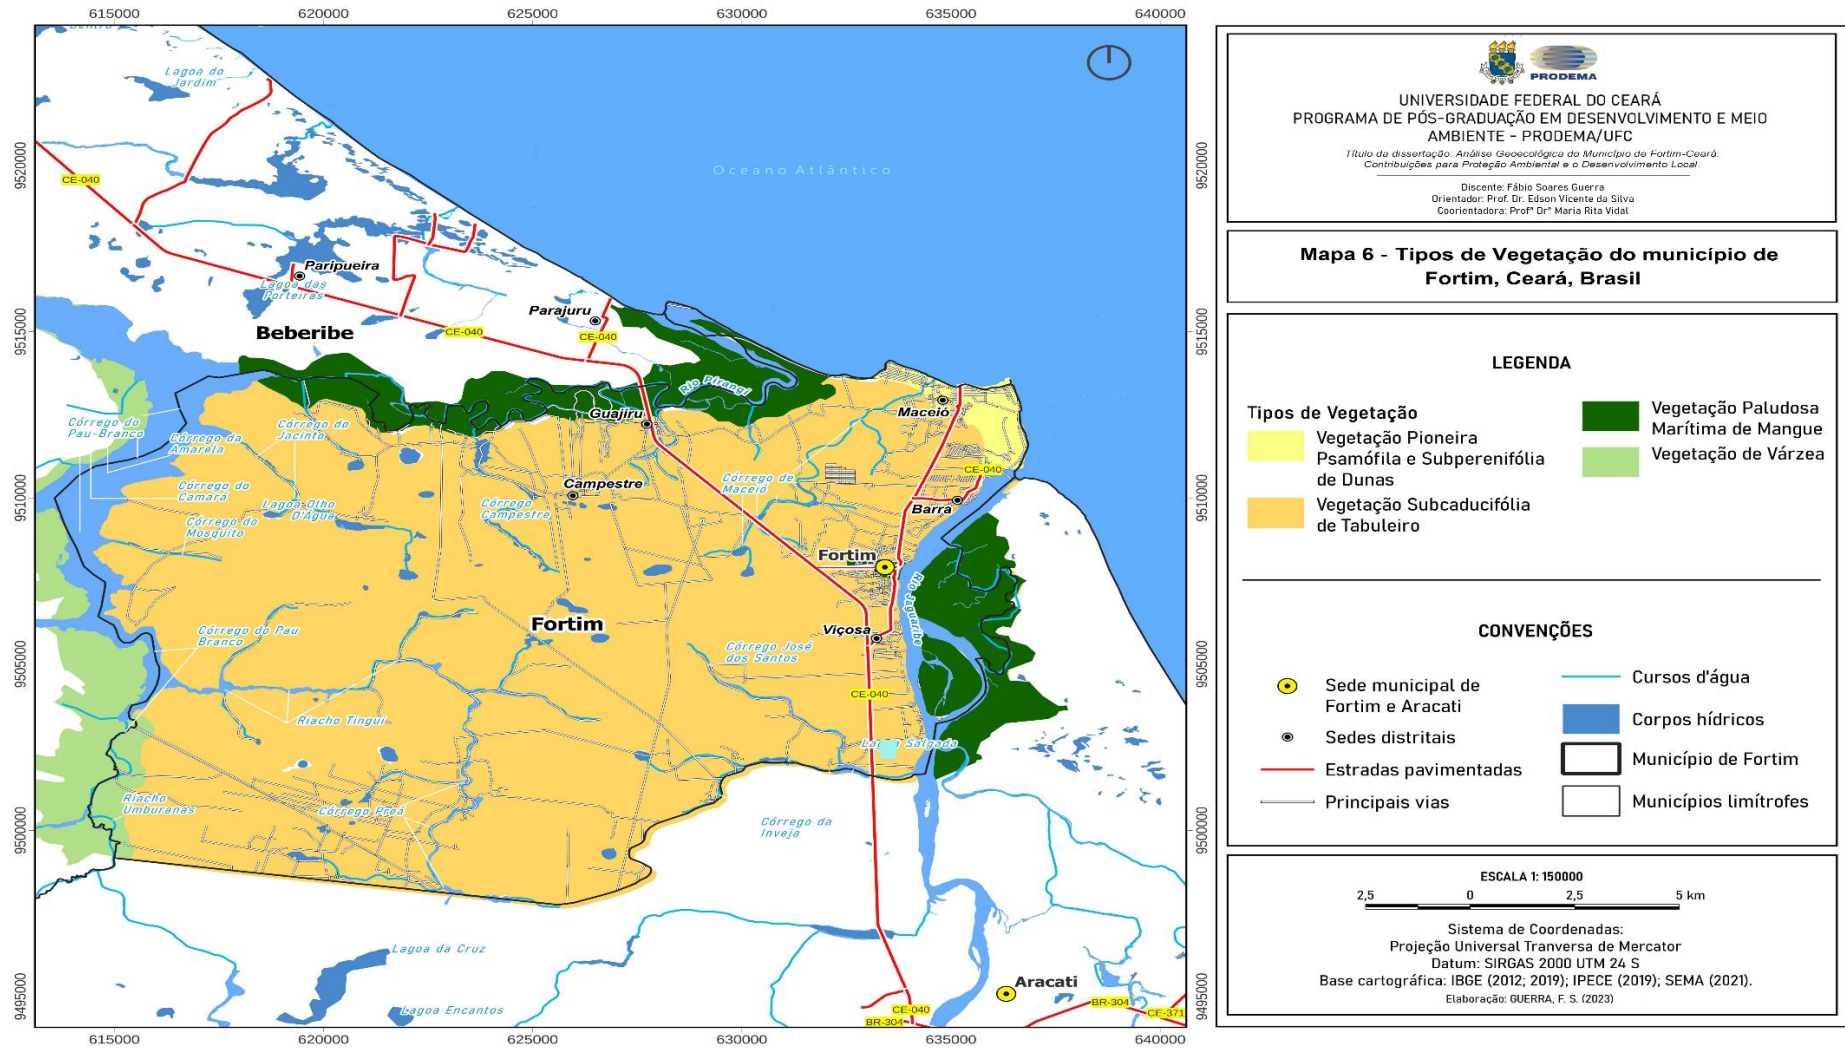 615000
620000
625000
630000
635000
640000
9520000
9515000
9510000
9505000
9500000
9495000
9520000
9515000
9510000
9505000
9500000
9495000
Lagoa do
Jardim
CE-040
Oceano Atlântico
Paripueira
Lagoa das
Porteiras
Parajuru
Beberibe
CE-040
CE-040
Rio Pirangi
Maceió
Guajiru
Córrego do
Pau-Branco
Córrego da
Amarela
Córrego do
Jacinto
CE-040
Córrego do
Camará
Lagoa Olho
D'Água
Córrego do
Mosquito
Campestre
Córrego
Campestre
Córrego de
Maceió
Barra
Fortim
Rio Jaguaribe
Fortim
Viçosa
Córrego do Pau
Branco
Córrego José
dos Santos
CE-040
Riacho Tingui
Lagoa Salgada
Riacho
Umburanas
Córrego Preá
Córrego da
Inveja
Lagoa da Cruz
Lagoa Encantos
Aracati
CE-040
BR-304
BR-304
CE-371
615000
620000
625000
630000
635000
640000
PRODEMA
UNIVERSIDADE FEDERAL DO CEARÁ
PROGRAMA DE PÓS-GRADUAÇÃO EM DESENVOLVIMENTO E MEIO
AMBIENTE - PRODEMA/UFC
Título da dissertação: Análise Geoecológica do Município de Fortim-Ceará:
Contribuições para Proteção Ambiental e o Desenvolvimento Local.
Discente: Fábio Soares Guerra
Orientador: Prof. Dr. Edson Vicente da Silva
Coorientadora: Profª Drª Maria Rita Vidal
Mapa 6 - Tipos de Vegetação do município de
Fortim, Ceará, Brasil
LEGENDA
Tipos de Vegetação
Vegetação Pioneira
Psamófila e Subperenifólia
de Dunas
Vegetação Subcaducifólia
de Tabuleiro
Vegetação Paludosa
Marítima de Mangue
Vegetação de Várzea
CONVENÇÕES
Sede municipal de
Fortim e Aracati
Sedes distritais
Estradas pavimentadas
Principais vias
Cursos d'água
Corpos hídricos
Município de Fortim
Municípios limítrofes
ESCALA 1: 150000
2,5 0 2,5 5 km
Sistema de Coordenadas:
Projeção Universal Tranversa de Mercator
Datum: SIRGAS 2000 UTM 24 S
Base cartográfica: IBGE (2012; 2019); IPECE (2019); SEMA (2021).
Elaboração: GUERRA, F. S. (2023)